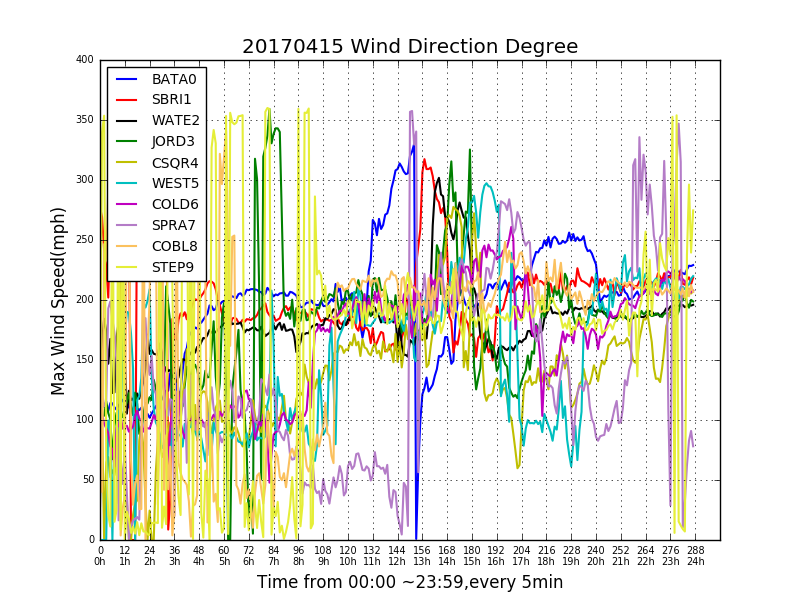 20170415 Wind Direction Degree
Max Wind Speed(mph)
400
350
300
250
200
150
100
50
0
BATA0
SBRI1
WATE2
JORD3
CSQR4
WEST5
COLD6
SPRA7
COBL8
STEP9
0 12 24 36 48 60 72 84 96 108 120 132 144 156 168 180 192 204 216 228 240 252 264 276 288
0h 1h 2h 3h 4h 5h 6h 7h 8h 9h 10h 11h 12h 13h 14h 15h 16h 17h 18h 19h 20h 21h 22h 23h 24h
Time from 00:00 ~23:59,every 5min